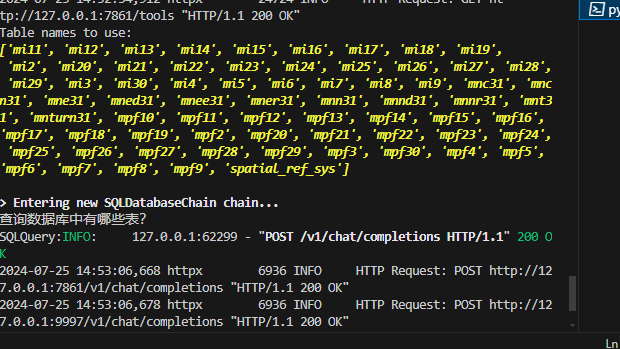 tp://127.0.0.1:7861/tools "HTTP/1.1 200 OK"
Table names to use:
['mi11', 'mi12', 'mi13', 'mi14', 'mi15', 'mi16', 'mi17', 'mi18', 'mi19',
'mi2', 'mi20', 'mi21', 'mi22', 'mi23', 'mi24', 'mi25', 'mi26', 'mi27', 'mi28',
'mi29', 'mi3', 'mi30', 'mi4', 'mi5', 'mi6', 'mi7', 'mi8', 'mi9', 'mnc31', 'mnc
n31', 'mne31', 'mned31', 'mnee31', 'mner31', 'mnn31', 'mnnd31', 'mnnr31', 'mnt3
1', 'mnturn31', 'mpf10', 'mpf11', 'mpf12', 'mpf13', 'mpf14', 'mpf15', 'mpf16',
'mpf17', 'mpf18', 'mpf19', 'mpf2', 'mpf20', 'mpf21', 'mpf22', 'mpf23', 'mpf24',
'mpf25', 'mpf26', 'mpf27', 'mpf28', 'mpf29', 'mpf3', 'mpf30', 'mpf4', 'mpf5',
'mpf6', 'mpf7', 'mpf8', 'mpf9', 'spatial_ref_sys']
> Entering new SQLDatabaseChain chain...
查询数据库中有哪些表?
SQLQuery:INFO: 127.0.0.1:62299 - "POST /v1/chat/completions HTTP/1.1" 200 O
K
2024-07-25 14:53:06,668 httpx 6936 INFO HTTP Request: POST http://12
7.0.0.1:7861/v1/chat/completions "HTTP/1.1 200 OK"
2024-07-25 14:53:06,678 httpx 6936 INFO HTTP Request: POST http://12
7.0.0.1:9997/v1/chat/completions "HTTP/1.1 200 OK"
py
Ln